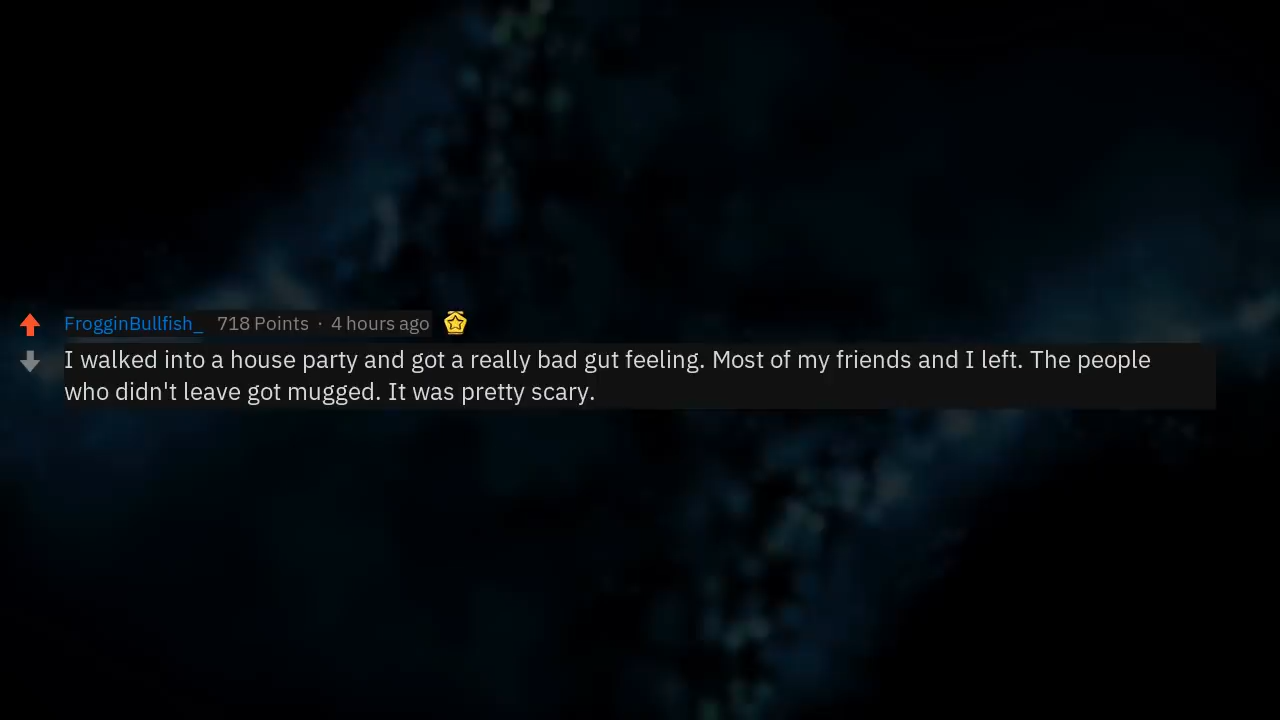 FrogginBullfish_ 718 Points · 4 hours ago
I walked into a house party and got a really bad gut feeling. Most of my friends and I left. The people
who didn't leave got mugged. It was pretty scary.